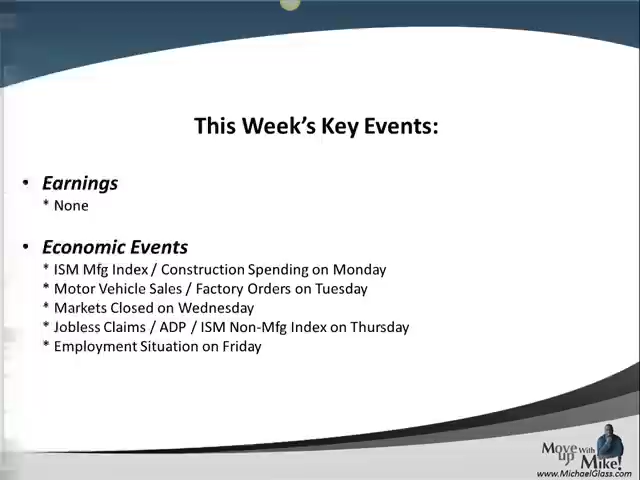 This Week's Key Events:
• Earnings
* None
• Economic Events
* ISM Mfg Index / Construction Spending on Monday
* Motor Vehicle Sales / Factory Orders on Tuesday
* Markets Closed on Wednesday
* Jobless Claims / ADP / ISM Non-Mfg Index on Thursday
* Employment Situation on Friday
Move up With Mike!
www.MichaelGlass.com